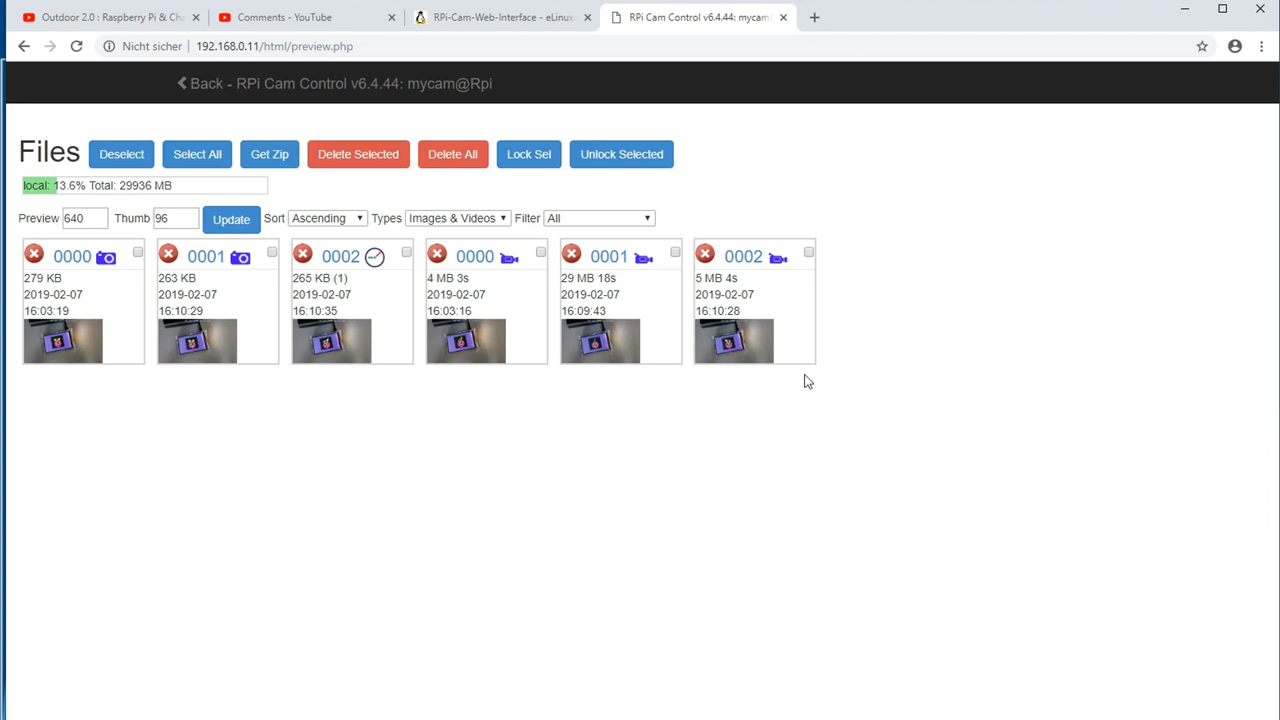 Outdoor 2.0 : Raspberry Pi & Cha
Comments - YouTube
RPi-Cam-Web-Interface - eLinux.
RPi Cam Control v6.4.44: mycam@
Nicht sicher 192.168.0.11/html/preview.php
Back - RPi Cam Control v6.4.44: mycam@Rpi
Files Deselect Select All Get Zip Delete Selected Delete All Lock Sel Unlock Selected
local: 13.6% Total: 29936 MB
Preview 640 Thumb 96 Update Sort Ascending Types Images & Videos Filter All
0000 0001 0002 0000 0001 0002
279 KB 263 KB 265 KB (1) 4 MB 3s 29 MB 18s 5 MB 4s
2019-02-07 2019-02-07 2019-02-07 2019-02-07 2019-02-07 2019-02-07
16:03:19 16:10:29 16:10:35 16:03:16 16:09:43 16:10:28